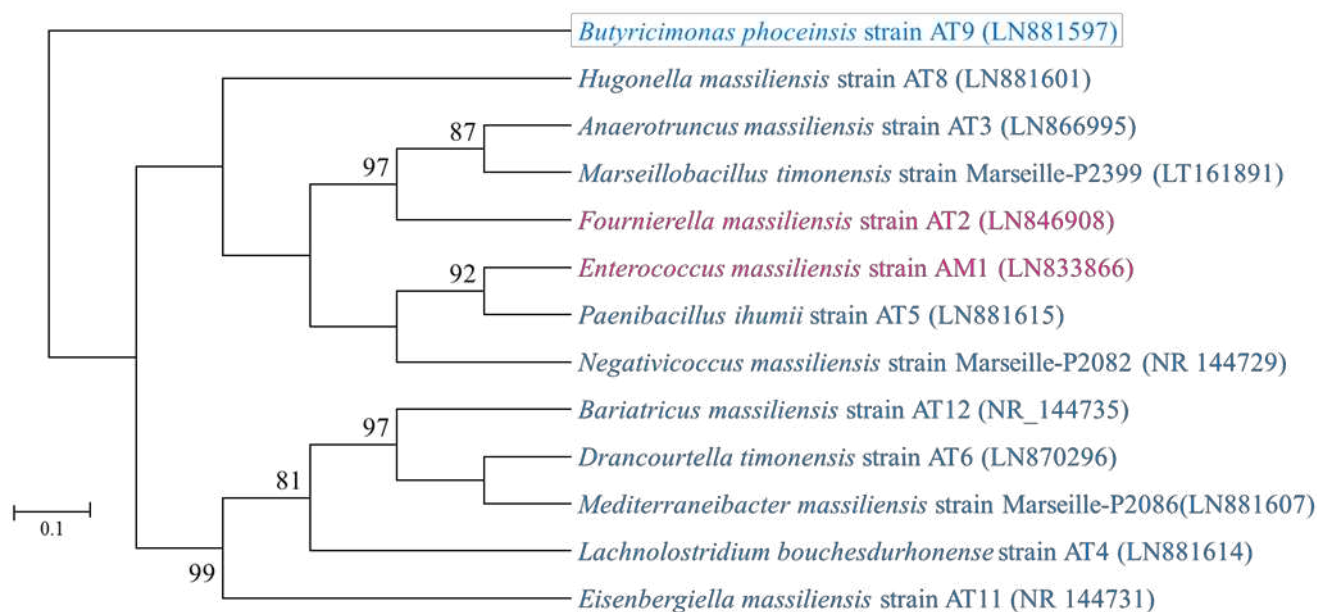 Butyricimonas phoceinsis strain AT9 (LN881597)
Hugonella massiliensis strain AT8 (LN881601)
87
Anaerotruncus massiliensis strain AT3 (LN866995)
97
Marseillobacillus timonensis strain Marseille-P2399 (LT161891)
Fournierella massiliensis strain AT2 (LN846908)
92
Enterococcus massiliensis strain AM1 (LN833866)
Paenibacillus ihumii strain AT5 (LN881615)
Negativicoccus massiliensis strain Marseille-P2082 (NR 144729)
97
Bariatricus massiliensis strain AT12 (NR_144735)
81
Drancourtella timonensis strain AT6 (LN870296)
Mediterraneibacter massiliensis strain Marseille-P2086(LN881607)
0.1
Lachnolostridium bouchesdurhonense strain AT4 (LN881614)
99
Eisenbergiella massiliensis strain AT11 (NR 144731)